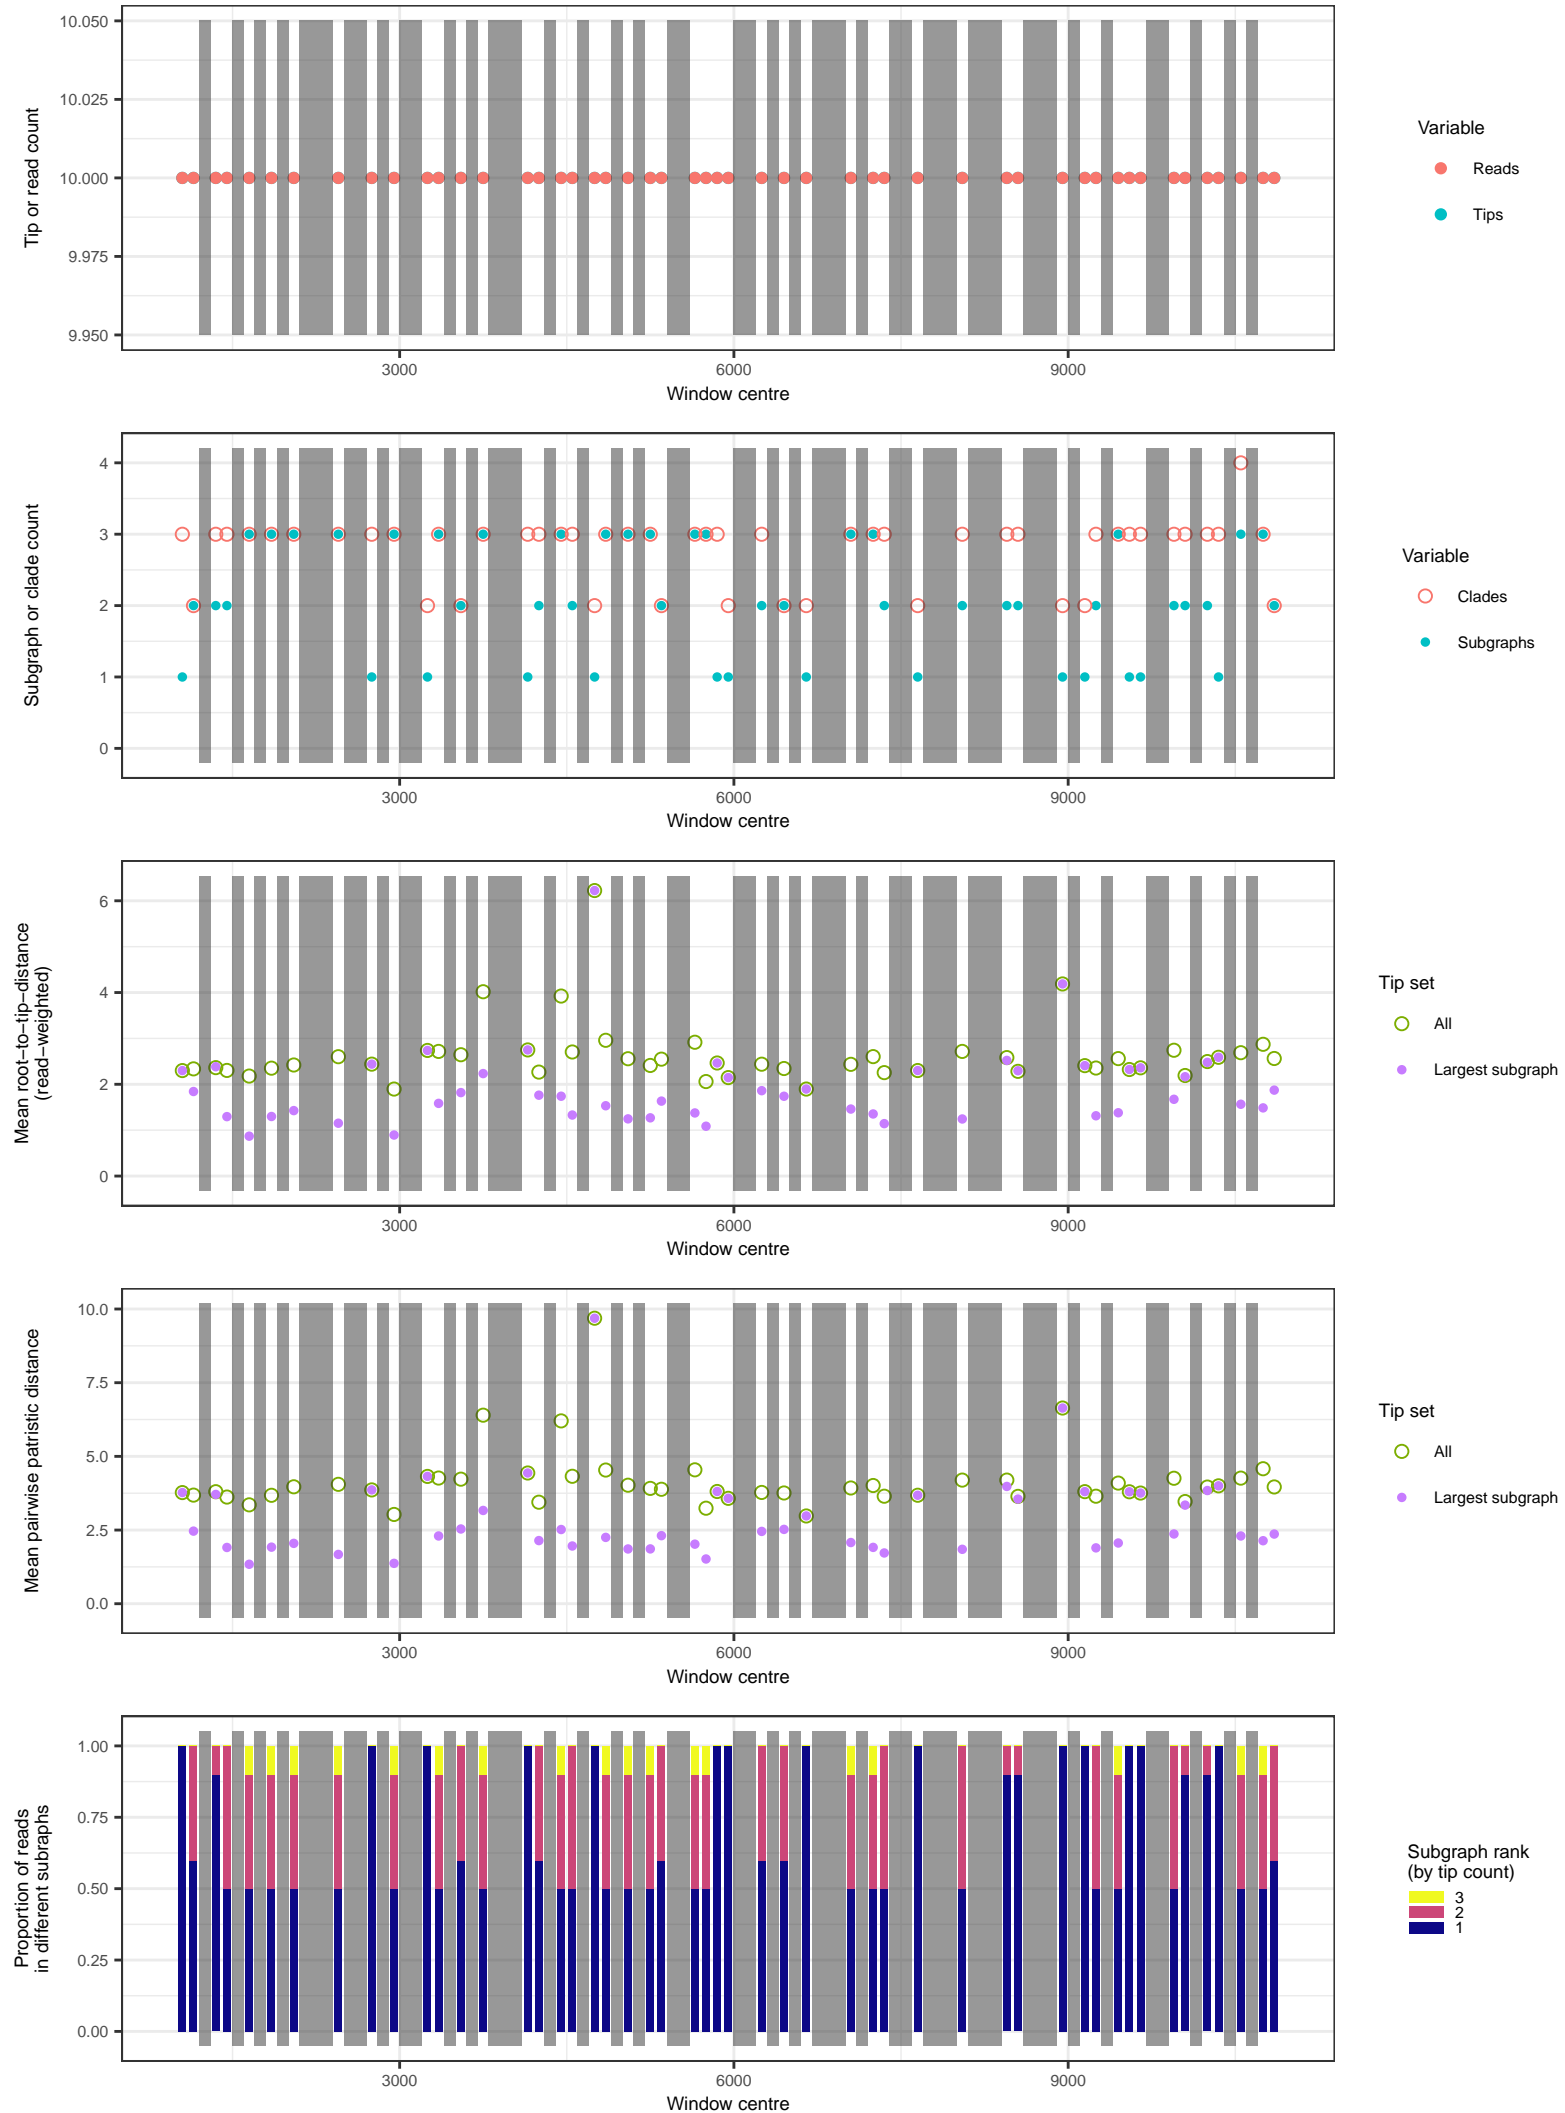 10.050
10.025
10.000
9.975
9.950
Tip or read count
3000
6000
9000
Window centre
Variable
Reads
Tips
4
3
2
1
0
Subgraph or clade count
3000
6000
9000
Window centre
Variable
Clades
Subgraphs
6
4
2
0
Mean root−to−tip−distance
(read−weighted)
3000
6000
9000
Window centre
Tip set
All
Largest subgraph
10.0
7.5
5.0
2.5
0.0
Mean pairwise patristic distance
3000
6000
9000
Window centre
Tip set
All
Largest subgraph
1.00
0.75
0.50
0.25
0.00
Proportion of reads
in different subraphs
3000
6000
9000
Window centre
Subgraph rank
(by tip count)
3
2
1